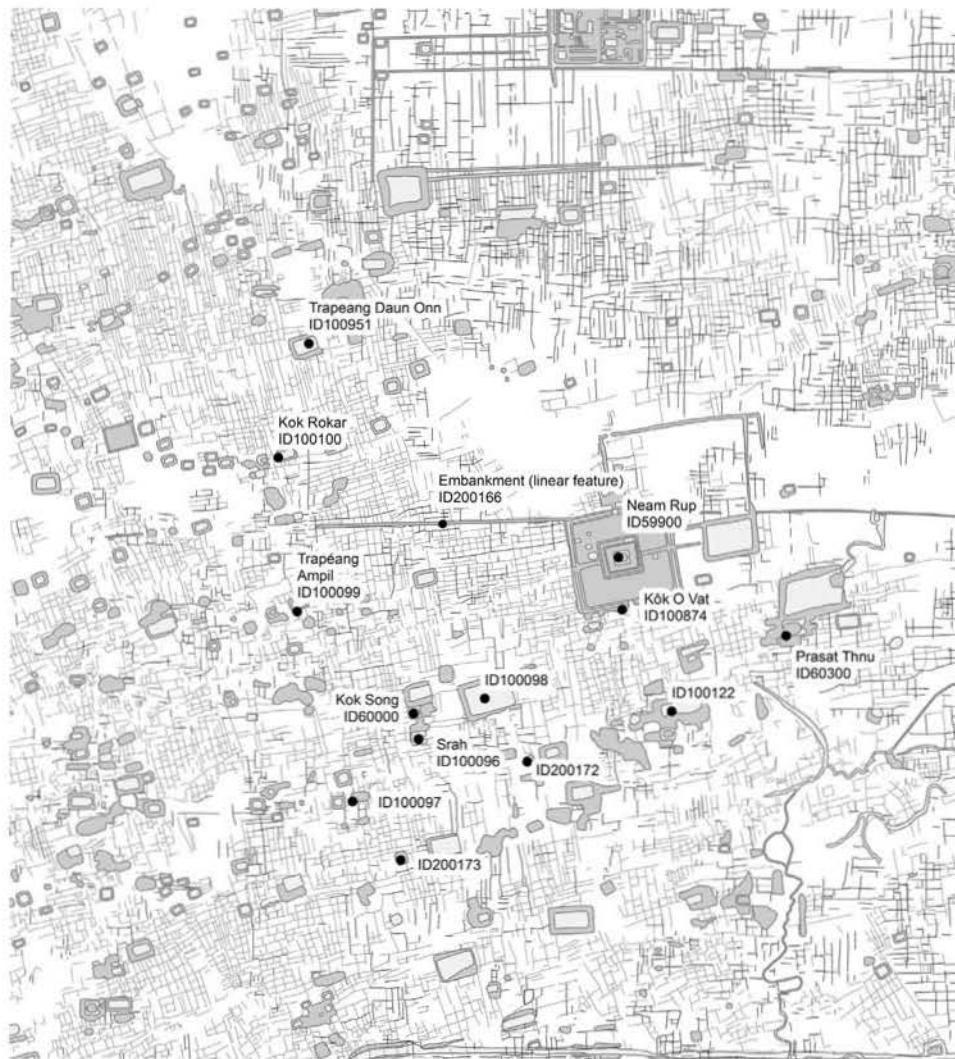 Trapeang Daun Onn
ID100951
Kok Rokar
ID100100
Embankment (linear feature)
ID200166
Neam Rup
ID59900
Trapéang
Ampil
ID100099
Kôk O Vat
ID100874
Prasat Thnu
ID60300
ID100098
ID100122
Kok Song
ID60000
Srah
ID100096
ID200172
ID100097
ID200173